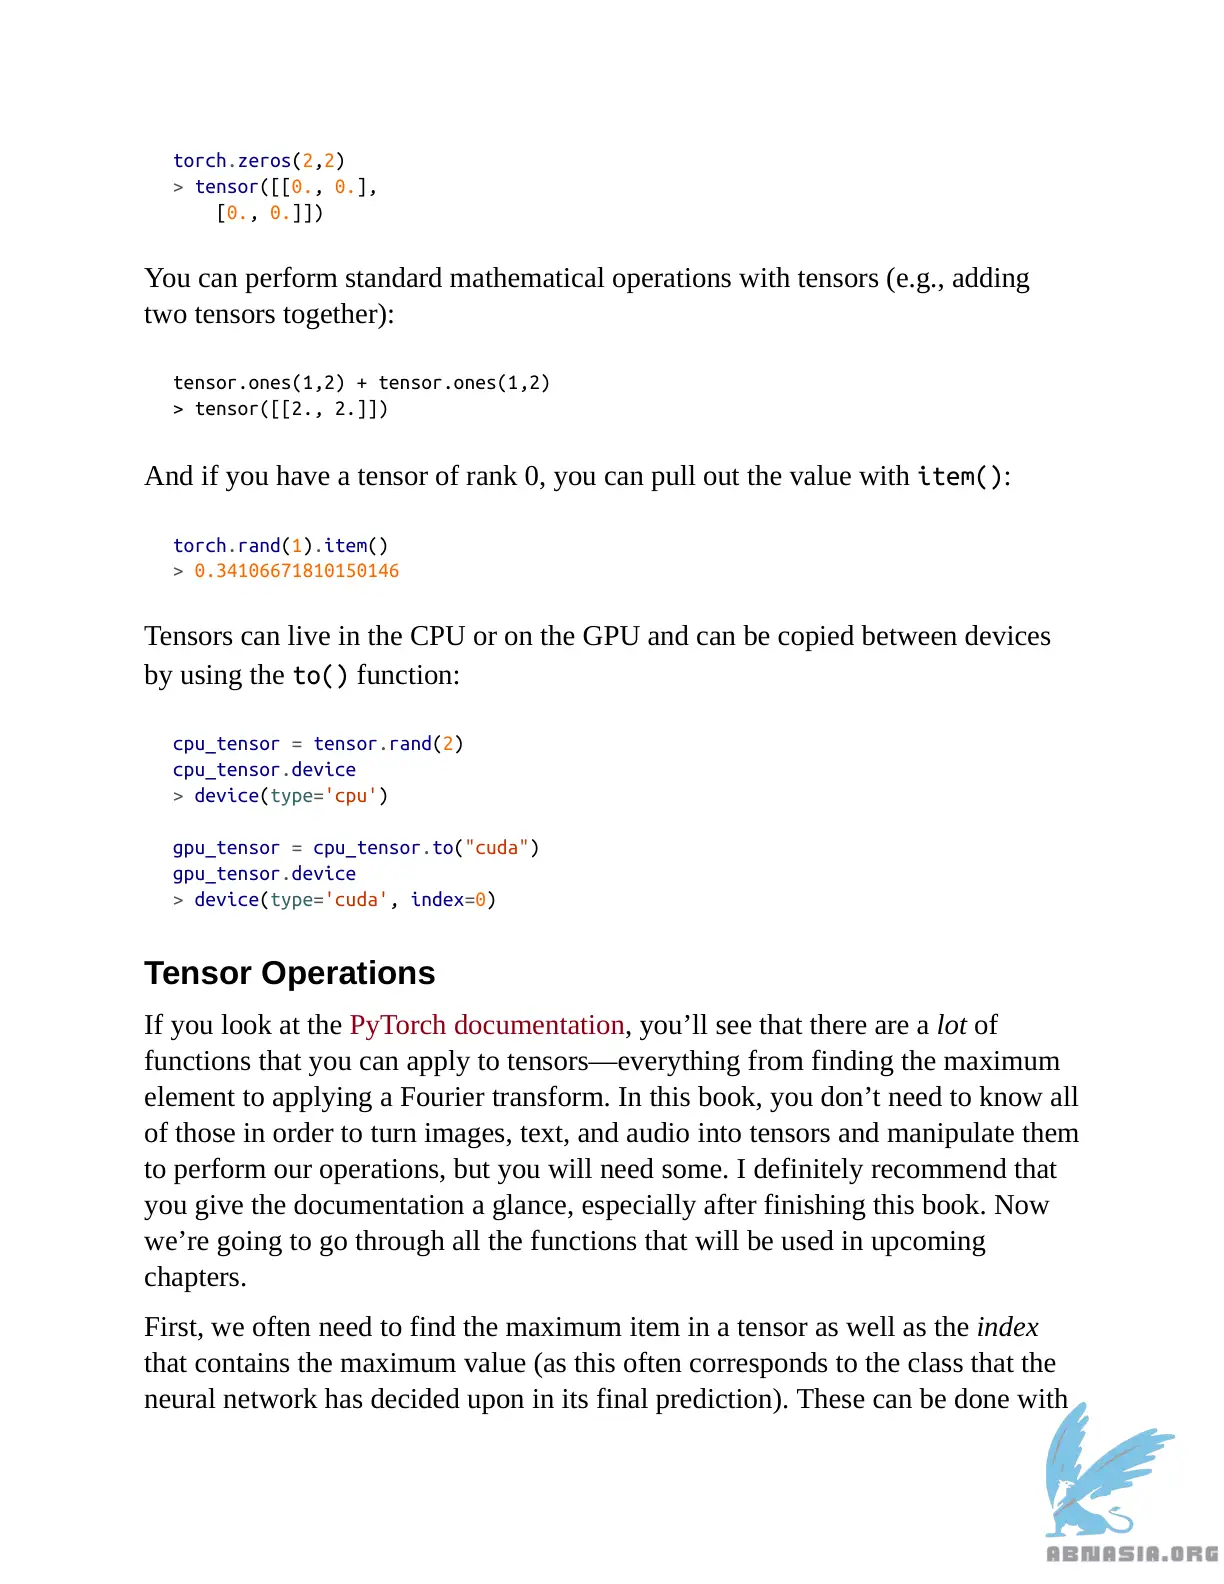 torch.zeros(2,2)
> tensor([[0., 0.],
    [0., 0.]])
You can perform standard mathematical operations with tensors (e.g., adding
two tensors together):
tensor.ones(1,2) + tensor.ones(1,2)
> tensor([[2., 2.]])
And if you have a tensor of rank 0, you can pull out the value with item():
torch.rand(1).item()
> 0.34106671810150146
Tensors can live in the CPU or on the GPU and can be copied between devices
by using the to() function:
cpu_tensor = tensor.rand(2)
cpu_tensor.device
> device(type='cpu')
gpu_tensor = cpu_tensor.to("cuda")
gpu_tensor.device
> device(type='cuda', index=0)
Tensor Operations
If you look at the PyTorch documentation, you’ll see that there are a lot of
functions that you can apply to tensors—everything from finding the maximum
element to applying a Fourier transform. In this book, you don’t need to know all
of those in order to turn images, text, and audio into tensors and manipulate them
to perform our operations, but you will need some. I definitely recommend that
you give the documentation a glance, especially after finishing this book. Now
we’re going to go through all the functions that will be used in upcoming
chapters.
First, we often need to find the maximum item in a tensor as well as the index
that contains the maximum value (as this often corresponds to the class that the
neural network has decided upon in its final prediction). These can be done with
ABNASIA.ORG